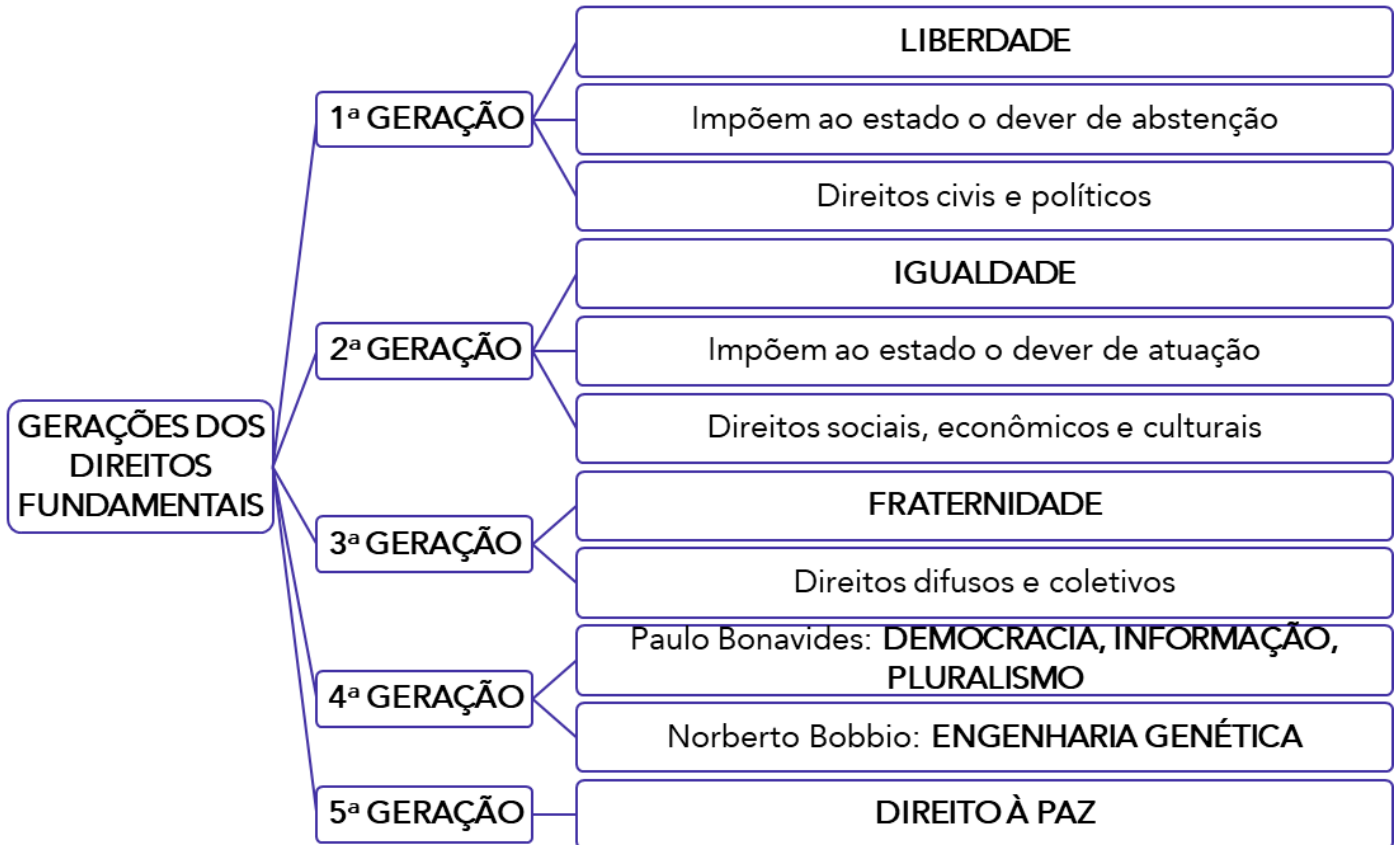 GERAÇÕES DOS
DIREITOS
FUNDAMENTAIS
1ª GERAÇÃO
LIBERDADE
Impõem ao estado o dever de abstenção
Direitos civis e políticos
2ª GERAÇÃO
IGUALDADE
Impõem ao estado o dever de atuação
Direitos sociais, econômicos e culturais
3ª GERAÇÃO
FRATERNIDADE
Direitos difusos e coletivos
4ª GERAÇÃO
Paulo Bonavides: DEMOCRACIA, INFORMAÇÃO,
PLURALISMO
Norberto Bobbio: ENGENHARIA GENÉTICA
5ª GERAÇÃO
DIREITO À PAZ